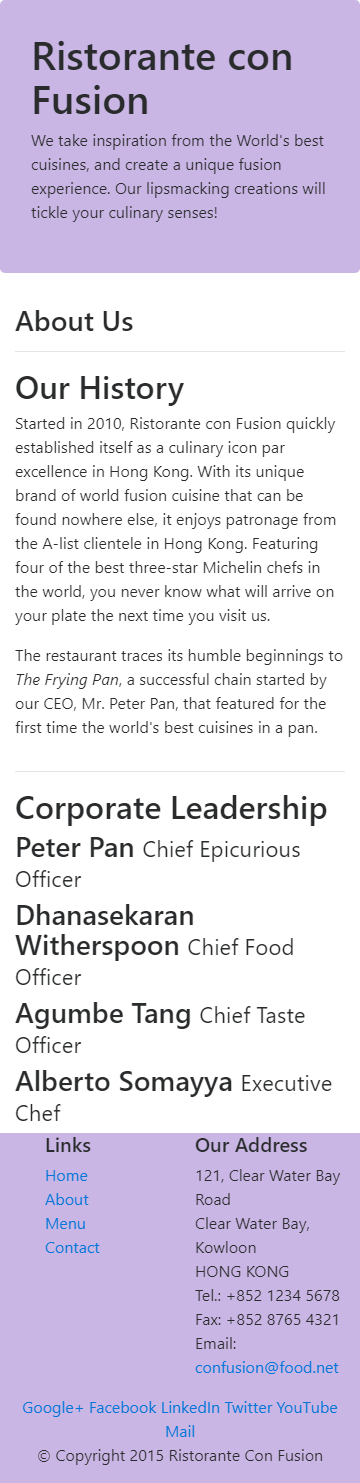 Ristorante con
Fusion
We take inspiration from the World's best
cuisines, and create a unique fusion
experience. Our lipsmacking creations will
tickle your culinary senses!
About Us
Our History
Started in 2010, Ristorante con Fusion quickly
established itself as a culinary icon par
excellence in Hong Kong. With its unique
brand of world fusion cuisine that can be
found nowhere else, it enjoys patronage from
the A-list clientele in Hong Kong. Featuring
four of the best three-star Michelin chefs in
the world, you never know what will arrive on
your plate the next time you visit us.
The restaurant traces its humble beginnings to
The Frying Pan, a successful chain started by
our CEO, Mr. Peter Pan, that featured for the
first time the world's best cuisines in a pan.
Corporate Leadership
Peter Pan Chief Epicurious
Officer
Dhanasekaran
Witherspoon Chief Food
Officer
Agumbe Tang Chief Taste
Officer
Alberto Somayya Executive
Chef
Links
Home
About
Menu
Contact
Our Address
121, Clear Water Bay
Road
Clear Water Bay,
Kowloon
HONG KONG
Tel.: +852 1234 5678
Fax: +852 8765 4321
Email:
confusion@food.net
Google+ Facebook LinkedIn Twitter YouTube
Mail
© Copyright 2015 Ristorante Con Fusion